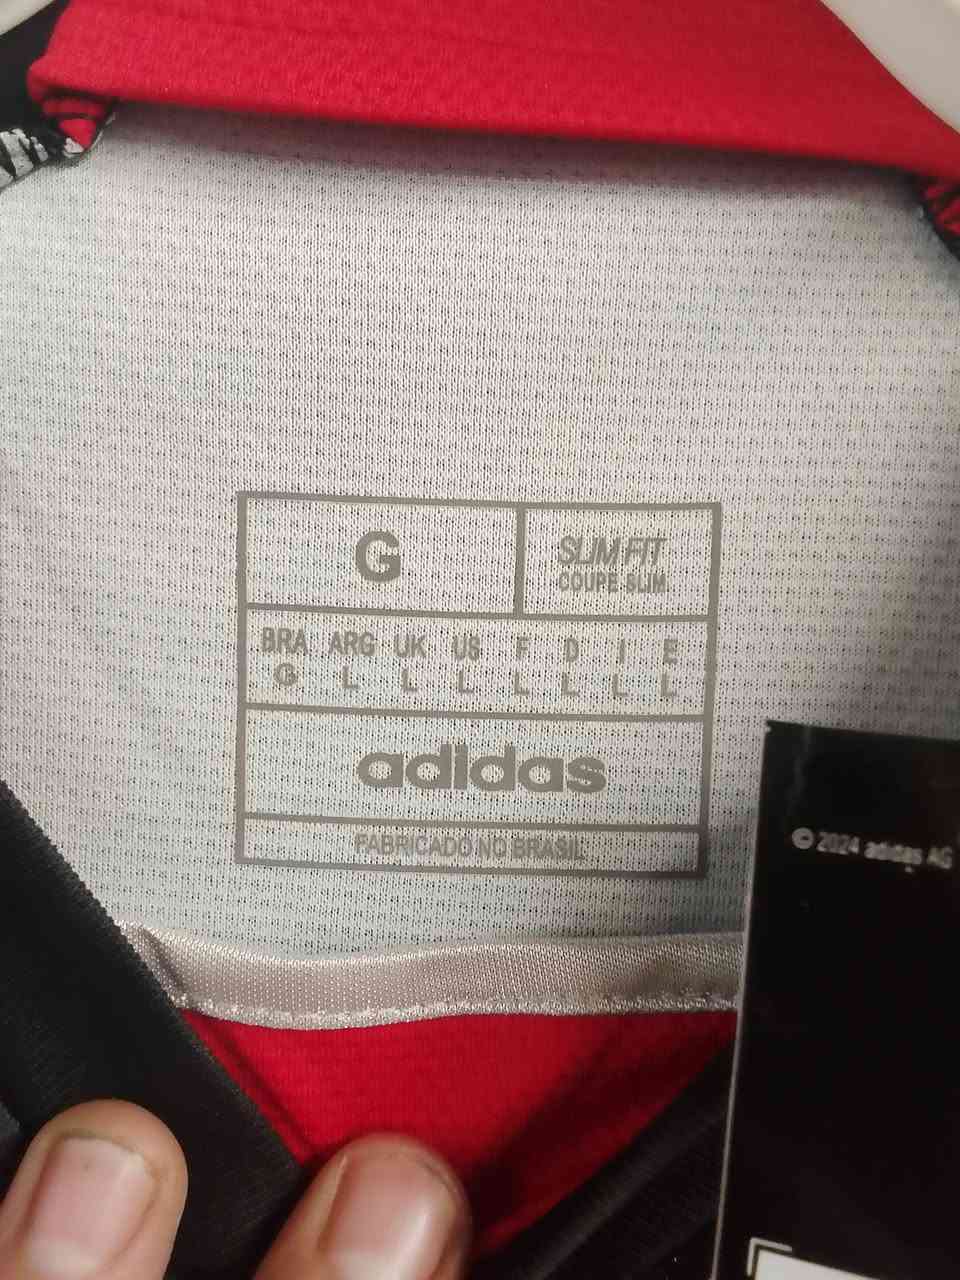 G
SLIM FIT
COUPE SLIM
BRA ARG UK US F D I E
G L L L L L L L
adidas
FABRICADO NO BRASIL
© 2024 adidas AG